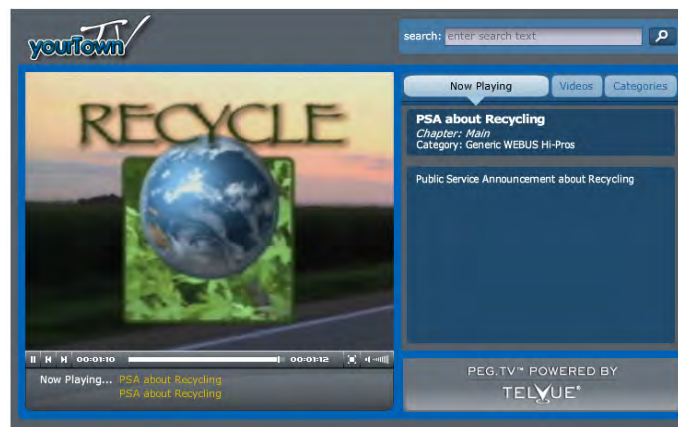 yourTown TV
search: enter search text
RECYCLE
Now Playing
Videos
Categories
PSA about Recycling
Chapter: Main
Category: Generic WEBUS Hi-Pros
Public Service Announcement about Recycling
00:01:10
00:01:12
Now Playing... PSA about Recycling
PSA about Recycling
PEG.TV™ POWERED BY
TELVUE®